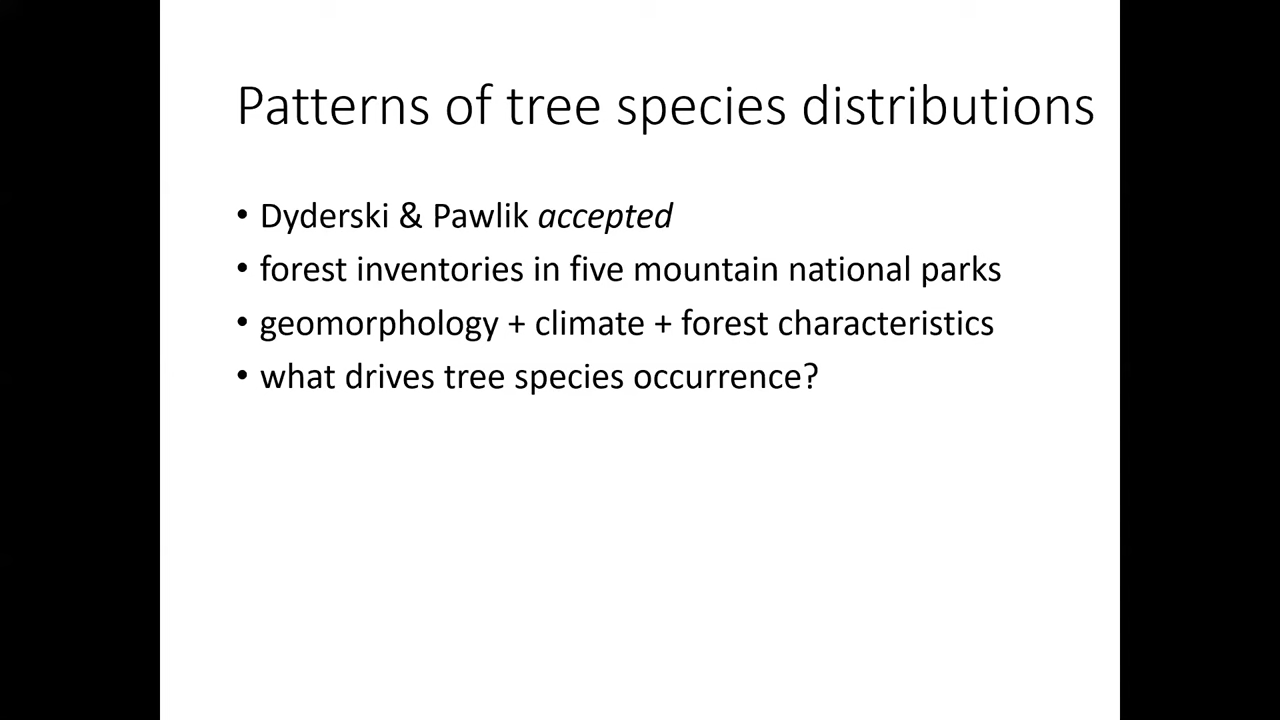 Patterns of tree species distributions
• Dyderski & Pawlik accepted
• forest inventories in five mountain national parks
• geomorphology + climate + forest characteristics
• what drives tree species occurrence?